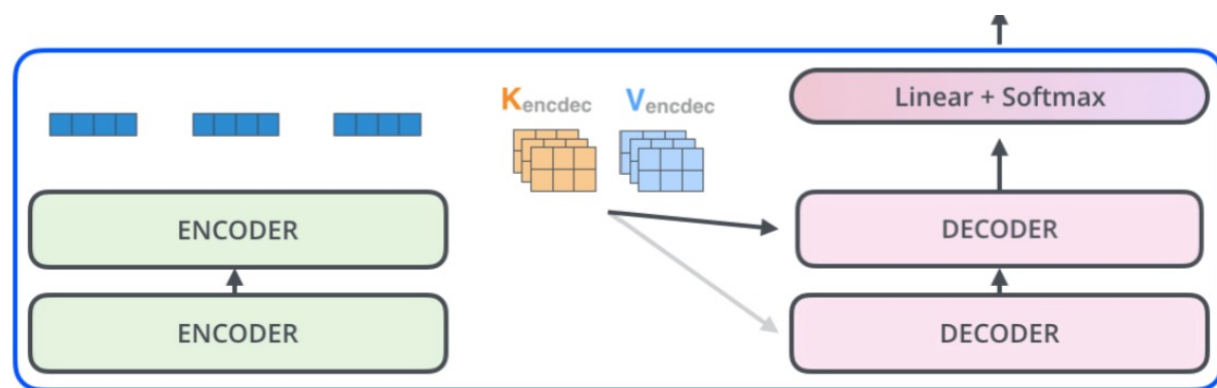 Kencdec
Vencdec
Linear + Softmax
ENCODER
DECODER
ENCODER
DECODER